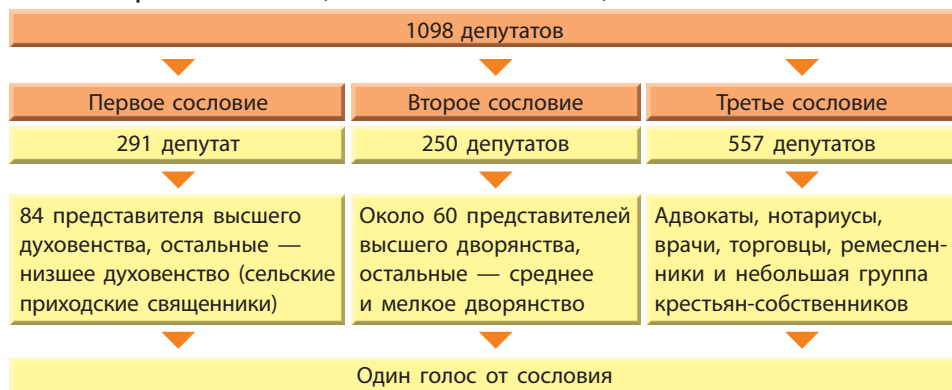 1098 депутатов
Первое сословие
Второе сословие
Третье сословие
291 депутат
250 депутатов
557 депутатов
84 представителя высшего
духовенства, остальные —
низшее духовенство (сельские
приходские священники)
Около 60 представителей
высшего дворянства,
остальные — среднее
и мелкое дворянство
Адвокаты, нотариусы,
врачи, торговцы, ремеслен-
ники и небольшая группа
крестьян-собственников
Один голос от сословия